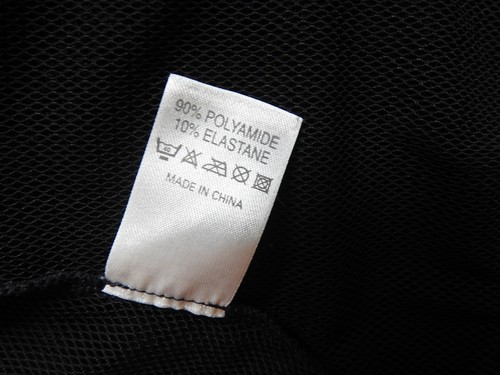 90% POLYAMIDE
10% ELASTANE
MADE IN CHINA